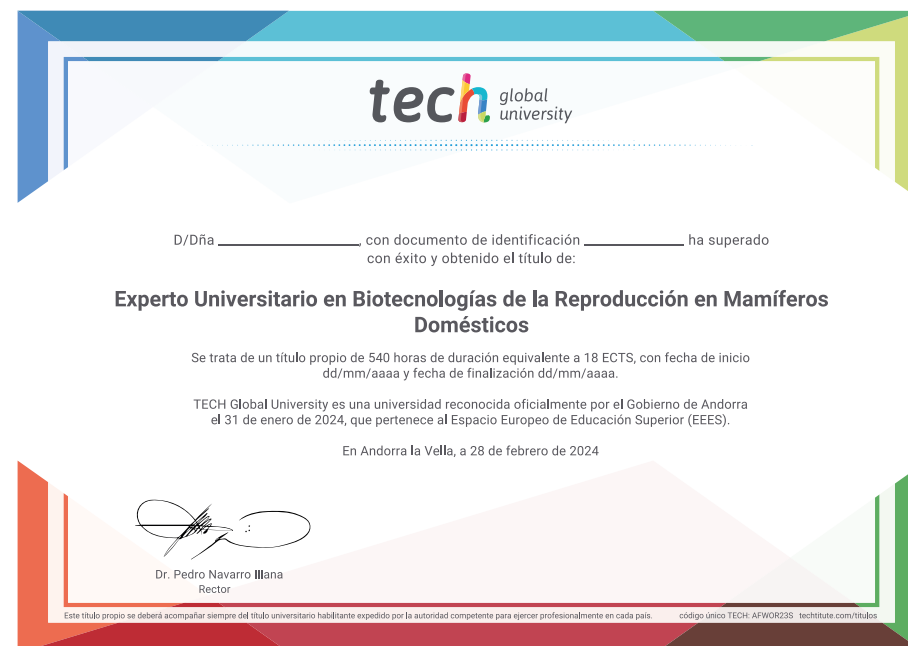 tech global university
D/Dña ____________________, con documento de identificación ______________ ha superado
con éxito y obtenido el título de:
Experto Universitario en Biotecnologías de la Reproducción en Mamíferos
Domésticos
Se trata de un título propio de 540 horas de duración equivalente a 18 ECTS, con fecha de inicio
dd/mm/aaaa y fecha de finalización dd/mm/aaaa.
TECH Global University es una universidad reconocida oficialmente por el Gobierno de Andorra
el 31 de enero de 2024, que pertenece al Espacio Europeo de Educación Superior (EEES).
En Andorra la Vella, a 28 de febrero de 2024
Dr. Pedro Navarro Illana
Rector
Este título propio se deberá acompañar siempre del título universitario habilitante expedido por la autoridad competente para ejercer profesionalmente en cada país. código único TECH: AFWOR23S techtitute.com/titulos